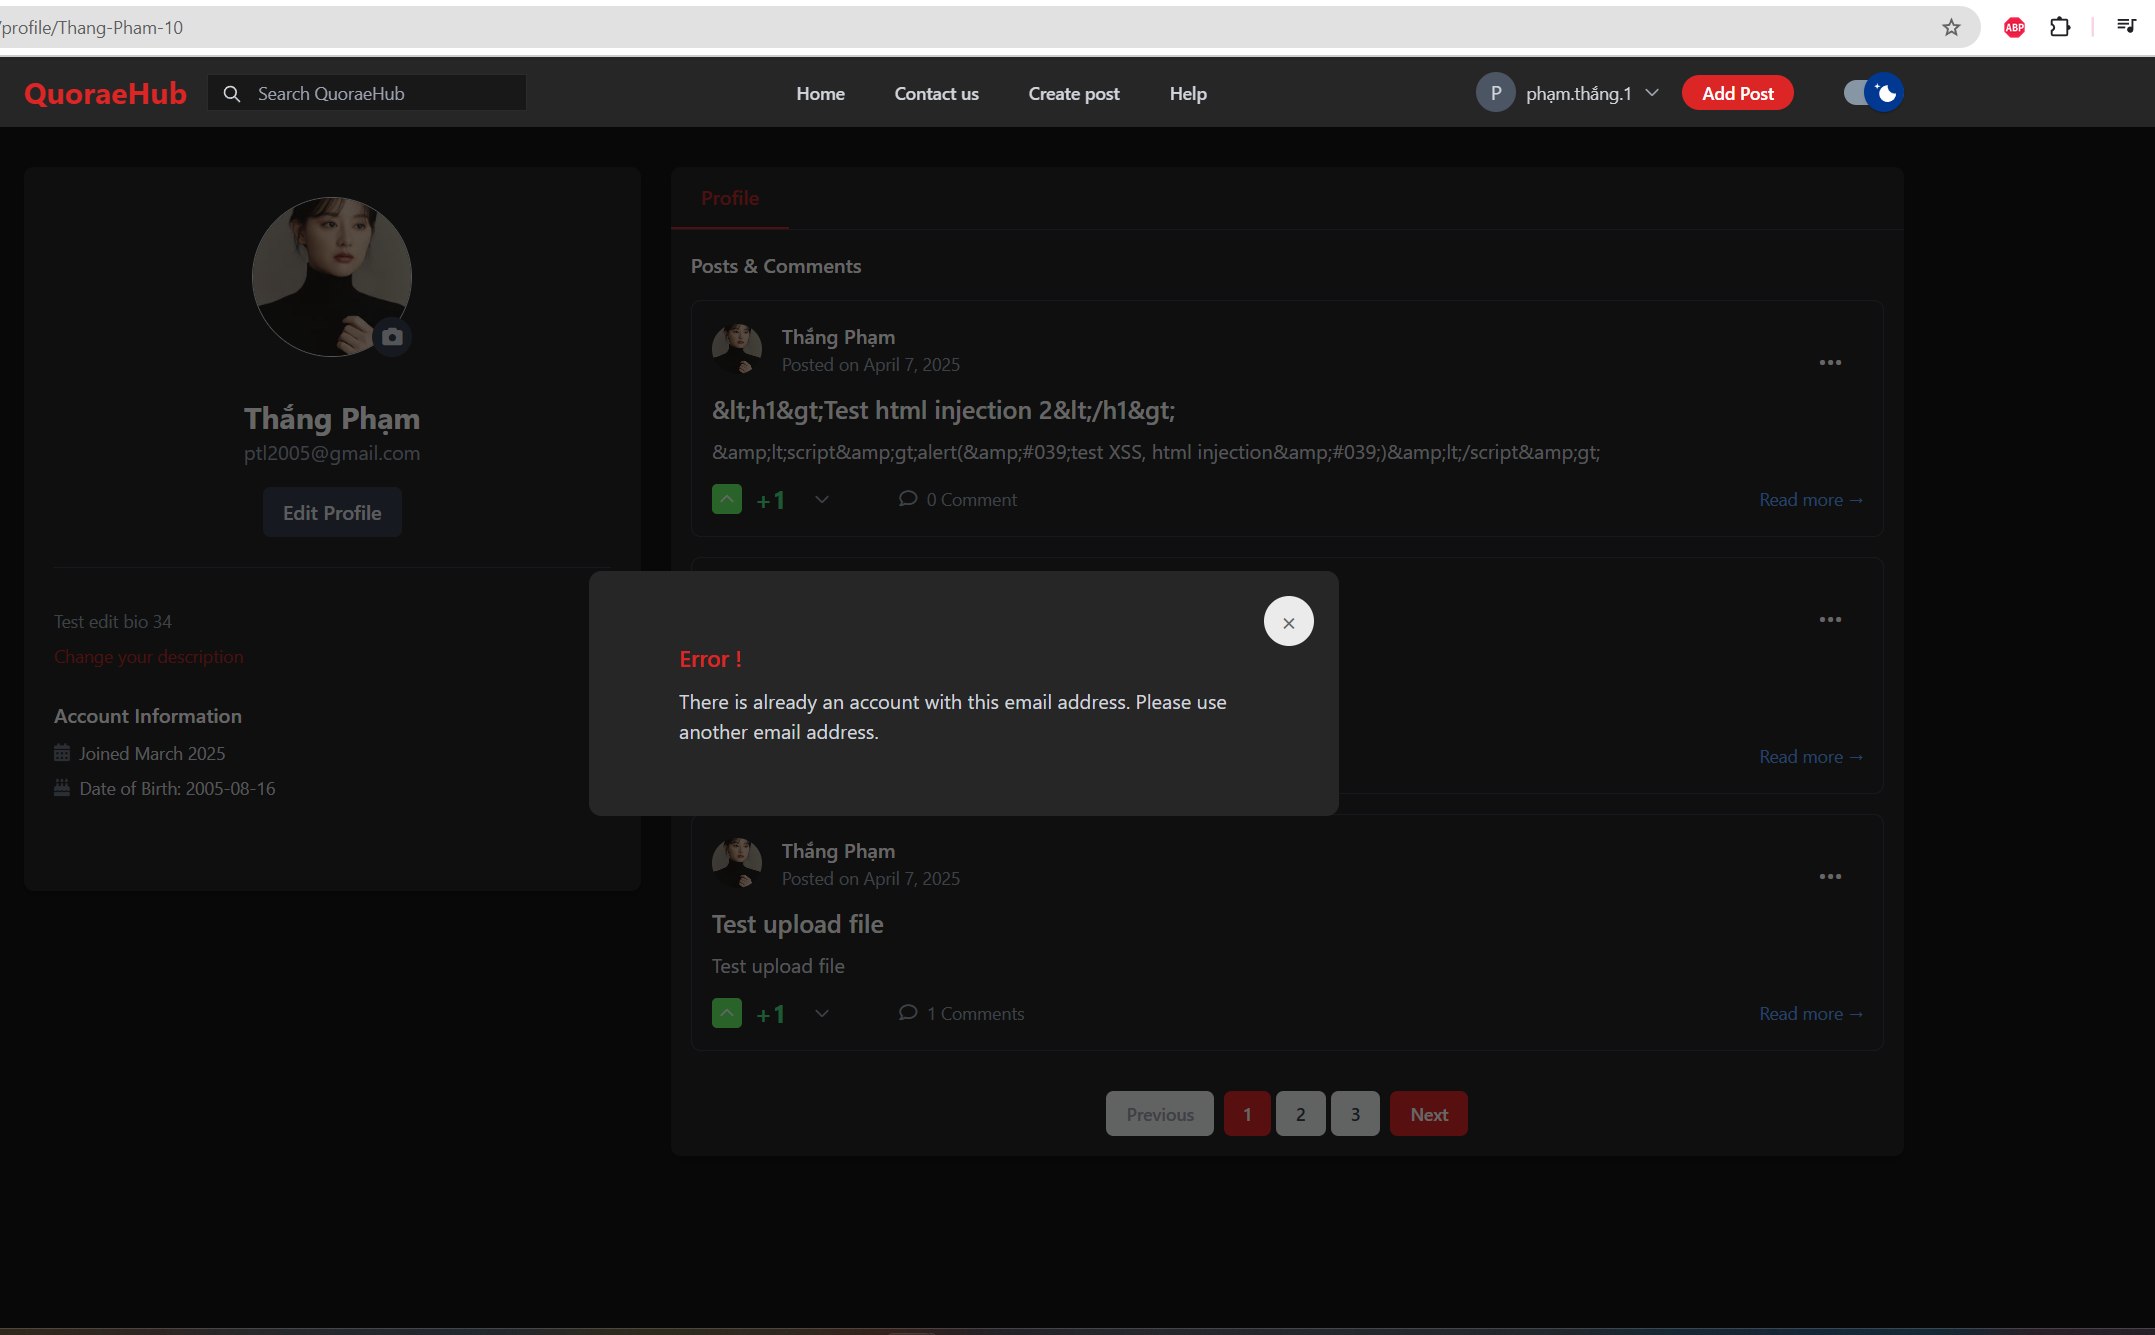 /profile/Thang-Pham-10
ABP
QuoraeHub
Search QuoraeHub
Home
Contact us
Create post
Help
P
phạm.thắng.1
Add Post
Thắng Phạm
ptl2005@gmail.com
Edit Profile
Test edit bio 34
Change your description
Account Information
Joined March 2025
Date of Birth: 2005-08-16
Profile
Posts & Comments
Thắng Phạm
Posted on April 7, 2025
&lt;h1&gt;Test html injection 2&lt;/h1&gt;
&amp;lt;script&amp;gt;alert(&amp;#039;test XSS, html injection&amp;#039;)&amp;lt;/script&amp;gt;
+1
0 Comment
Read more →
Error !
There is already an account with this email address. Please use
another email address.
Read more →
Thắng Phạm
Posted on April 7, 2025
Test upload file
Test upload file
+1
1 Comments
Read more →
Previous
1
2
3
Next